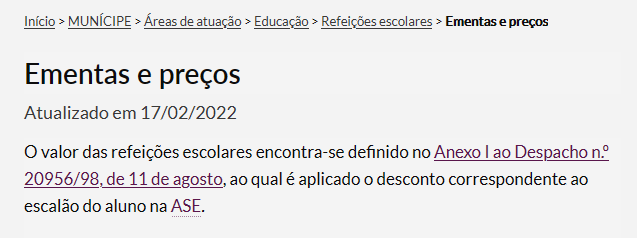 Início > MUNÍCIPE > Áreas de atuação > Educação > Refeições escolares > Ementas e preços
Ementas e preços
Atualizado em 17/02/2022
O valor das refeições escolares encontra-se definido no Anexo I ao Despacho n.º
20956/98, de 11 de agosto, ao qual é aplicado o desconto correspondente ao
escalão do aluno na ASE.